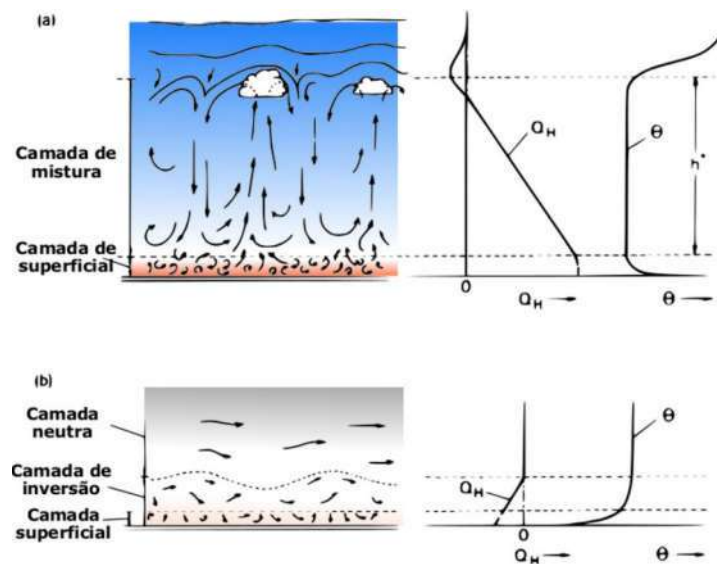 (a)
Camada de
mistura
Camada de
superficial
Q_H
θ
h*
0
Q_H →
θ →
(b)
Camada
neutra
Camada de
inversão
Camada
superficial
Q_H
θ
0
Q_H →
θ →